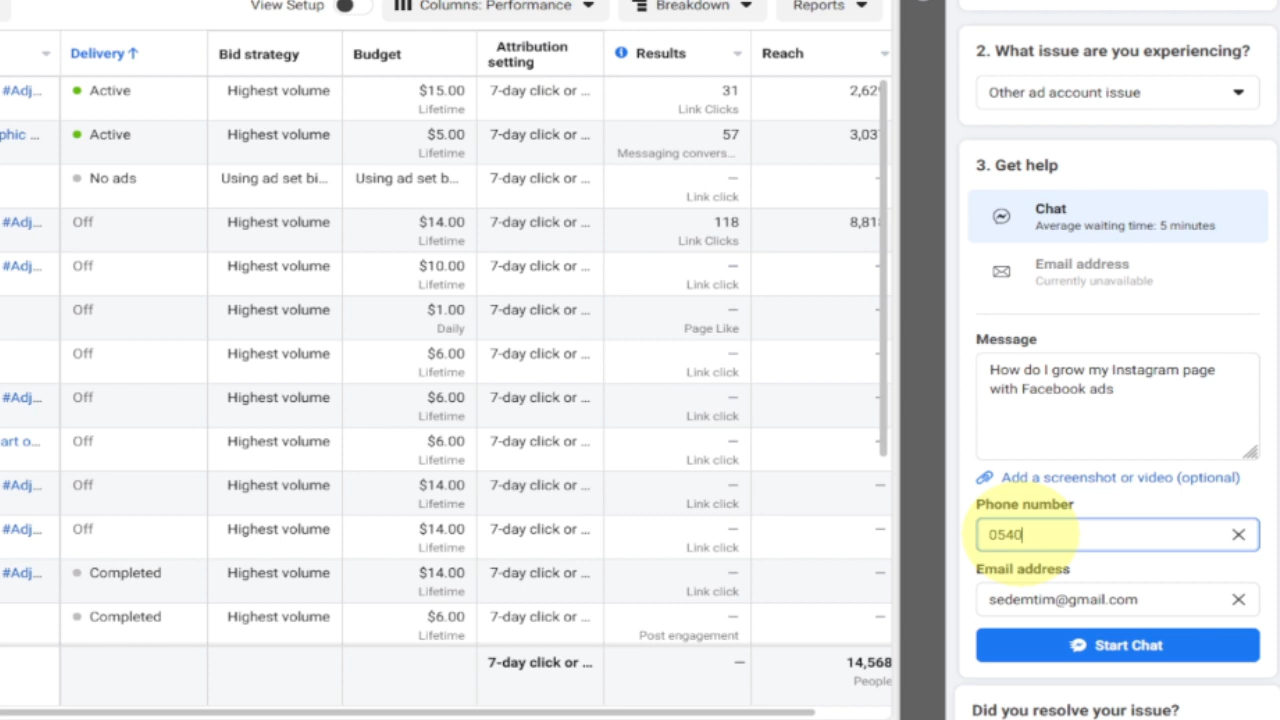 View Setup
Columns: Performance
Breakdown
Reports
Delivery ↑
Bid strategy
Budget
Attribution
setting
Results
Reach
#Adj...
Active
Highest volume
$15.00
Lifetime
7-day click or ...
31
Link Clicks
2,62
phic ...
Active
Highest volume
$5.00
Lifetime
7-day click or ...
57
Messaging convers...
3,03
No ads
Using ad set bi...
Using ad set b...
7-day click or ...
—
Link click
#Adj...
Off
Highest volume
$14.00
Lifetime
7-day click or ...
118
Link Clicks
8,81
#Adj...
Off
Highest volume
$10.00
Lifetime
7-day click or ...
—
Link click
Off
Highest volume
$1.00
Daily
7-day click or ...
—
Page Like
Off
Highest volume
$6.00
Lifetime
7-day click or ...
—
Link click
#Adj...
Off
Highest volume
$6.00
Lifetime
7-day click or ...
—
Link click
art o...
Off
Highest volume
$6.00
Lifetime
7-day click or ...
—
Link click
#Adj...
Off
Highest volume
$14.00
Lifetime
7-day click or ...
—
Link click
—
#Adj...
Off
Highest volume
$14.00
Lifetime
7-day click or ...
—
Link click
—
#Adj...
Completed
Highest volume
$14.00
Lifetime
7-day click or ...
—
Link click
—
Completed
Highest volume
$6.00
Lifetime
7-day click or ...
—
Post engagement
—
7-day click or ...
—
14,568
People
2. What issue are you experiencing?
Other ad account issue
3. Get help
Chat
Average waiting time: 5 minutes
Email address
Currently unavailable
Message
How do I grow my Instagram page
with Facebook ads
Add a screenshot or video (optional)
Phone number
0540
Email address
sedemtim@gmail.com
Start Chat
Did you resolve your issue?